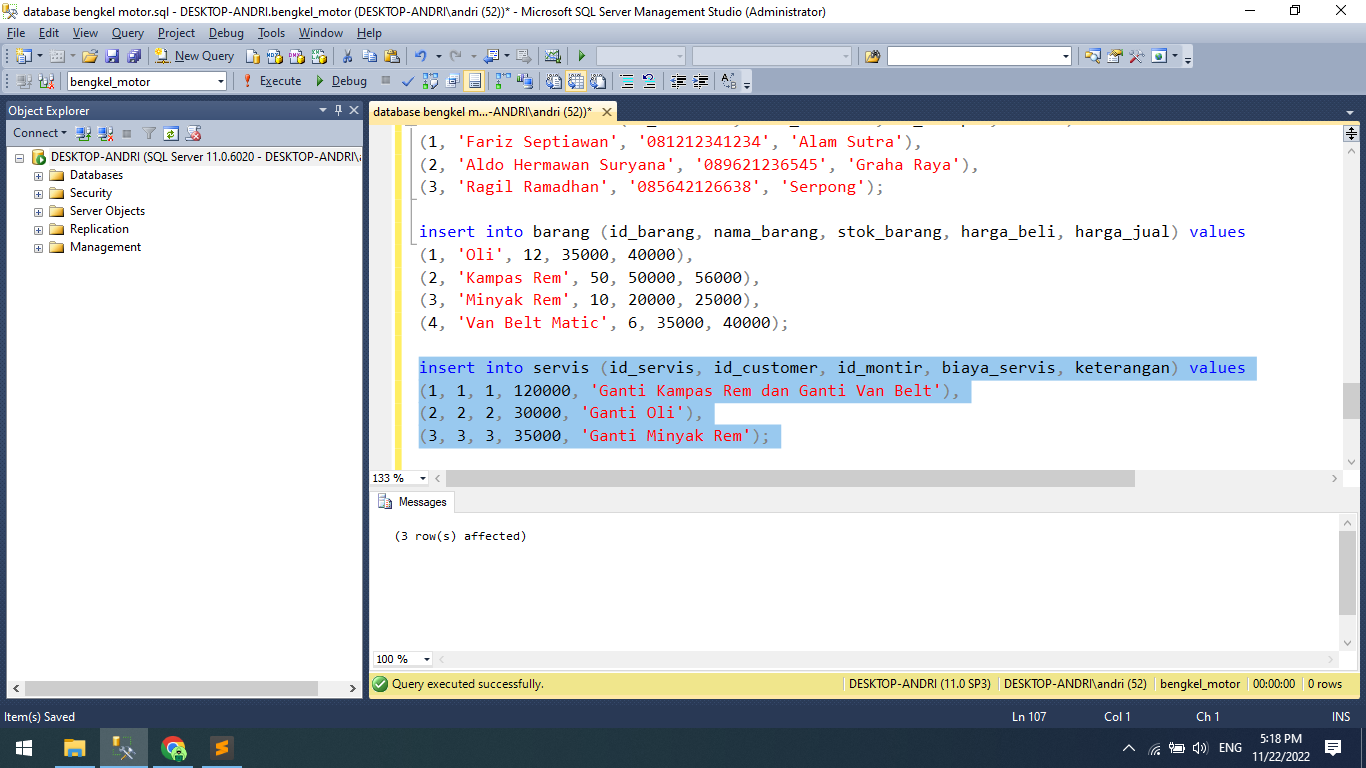 database bengkel motor.sql - DESKTOP-ANDRI.bengkel_motor (DESKTOP-ANDRI\andri (52))* - Microsoft SQL Server Management Studio (Administrator)
File Edit View Query Project Debug Tools Window Help
New Query
bengkel_motor Execute Debug
Object Explorer
Connect
DESKTOP-ANDRI (SQL Server 11.0.6020 - DESKTOP-ANDRI\
Databases
Security
Server Objects
Replication
Management
database bengkel m...-ANDRI\andri (52))*
(1, 'Fariz Septiawan', '081212341234', 'Alam Sutra'),
(2, 'Aldo Hermawan Suryana', '089621236545', 'Graha Raya'),
(3, 'Ragil Ramadhan', '085642126638', 'Serpong');
insert into barang (id_barang, nama_barang, stok_barang, harga_beli, harga_jual) values
(1, 'Oli', 12, 35000, 40000),
(2, 'Kampas Rem', 50, 50000, 56000),
(3, 'Minyak Rem', 10, 20000, 25000),
(4, 'Van Belt Matic', 6, 35000, 40000);
insert into servis (id_servis, id_customer, id_montir, biaya_servis, keterangan) values
(1, 1, 1, 120000, 'Ganti Kampas Rem dan Ganti Van Belt'),
(2, 2, 2, 30000, 'Ganti Oli'),
(3, 3, 3, 35000, 'Ganti Minyak Rem');
133 %
Messages
(3 row(s) affected)
100 %
Query executed successfully. DESKTOP-ANDRI (11.0 SP3) DESKTOP-ANDRI\andri (52) bengkel_motor 00:00:00 0 rows
Item(s) Saved Ln 107 Col 1 Ch 1 INS
ENG
5:18 PM
11/22/2022